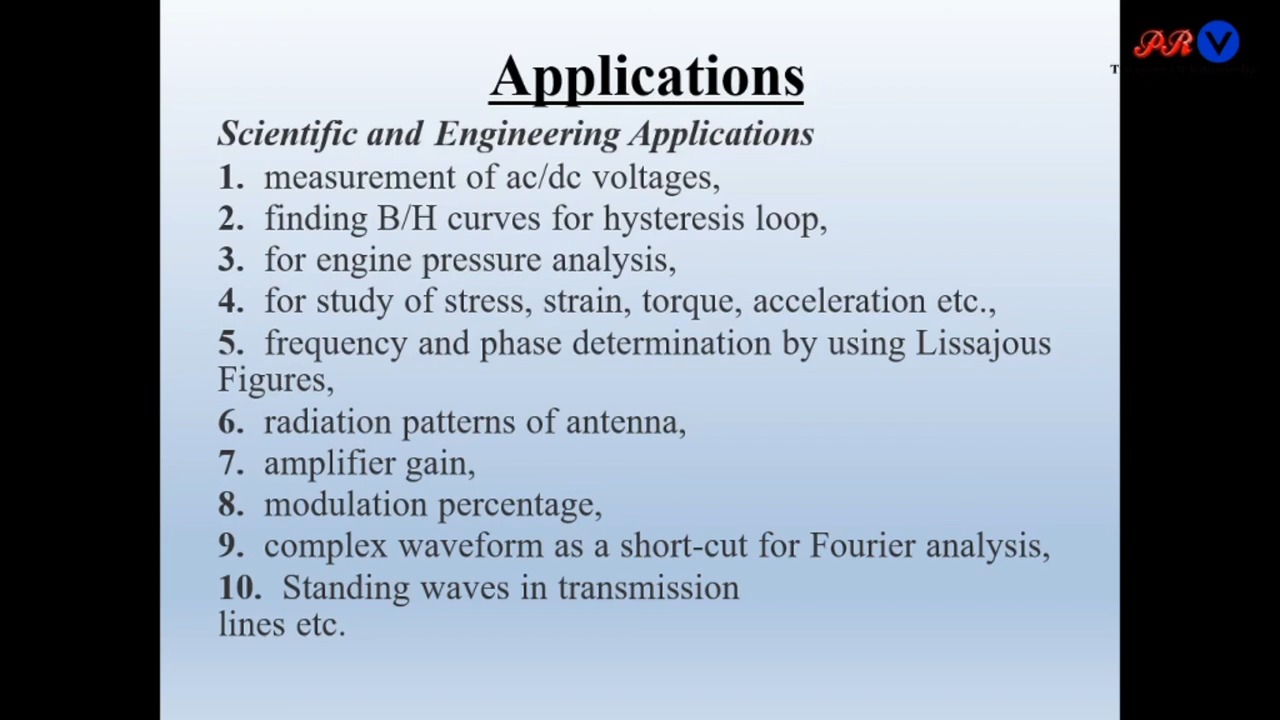 PR V
Applications
Scientific and Engineering Applications
1. measurement of ac/dc voltages,
2. finding B/H curves for hysteresis loop,
3. for engine pressure analysis,
4. for study of stress, strain, torque, acceleration etc.,
5. frequency and phase determination by using Lissajous
Figures,
6. radiation patterns of antenna,
7. amplifier gain,
8. modulation percentage,
9. complex waveform as a short-cut for Fourier analysis,
10. Standing waves in transmission
lines etc.